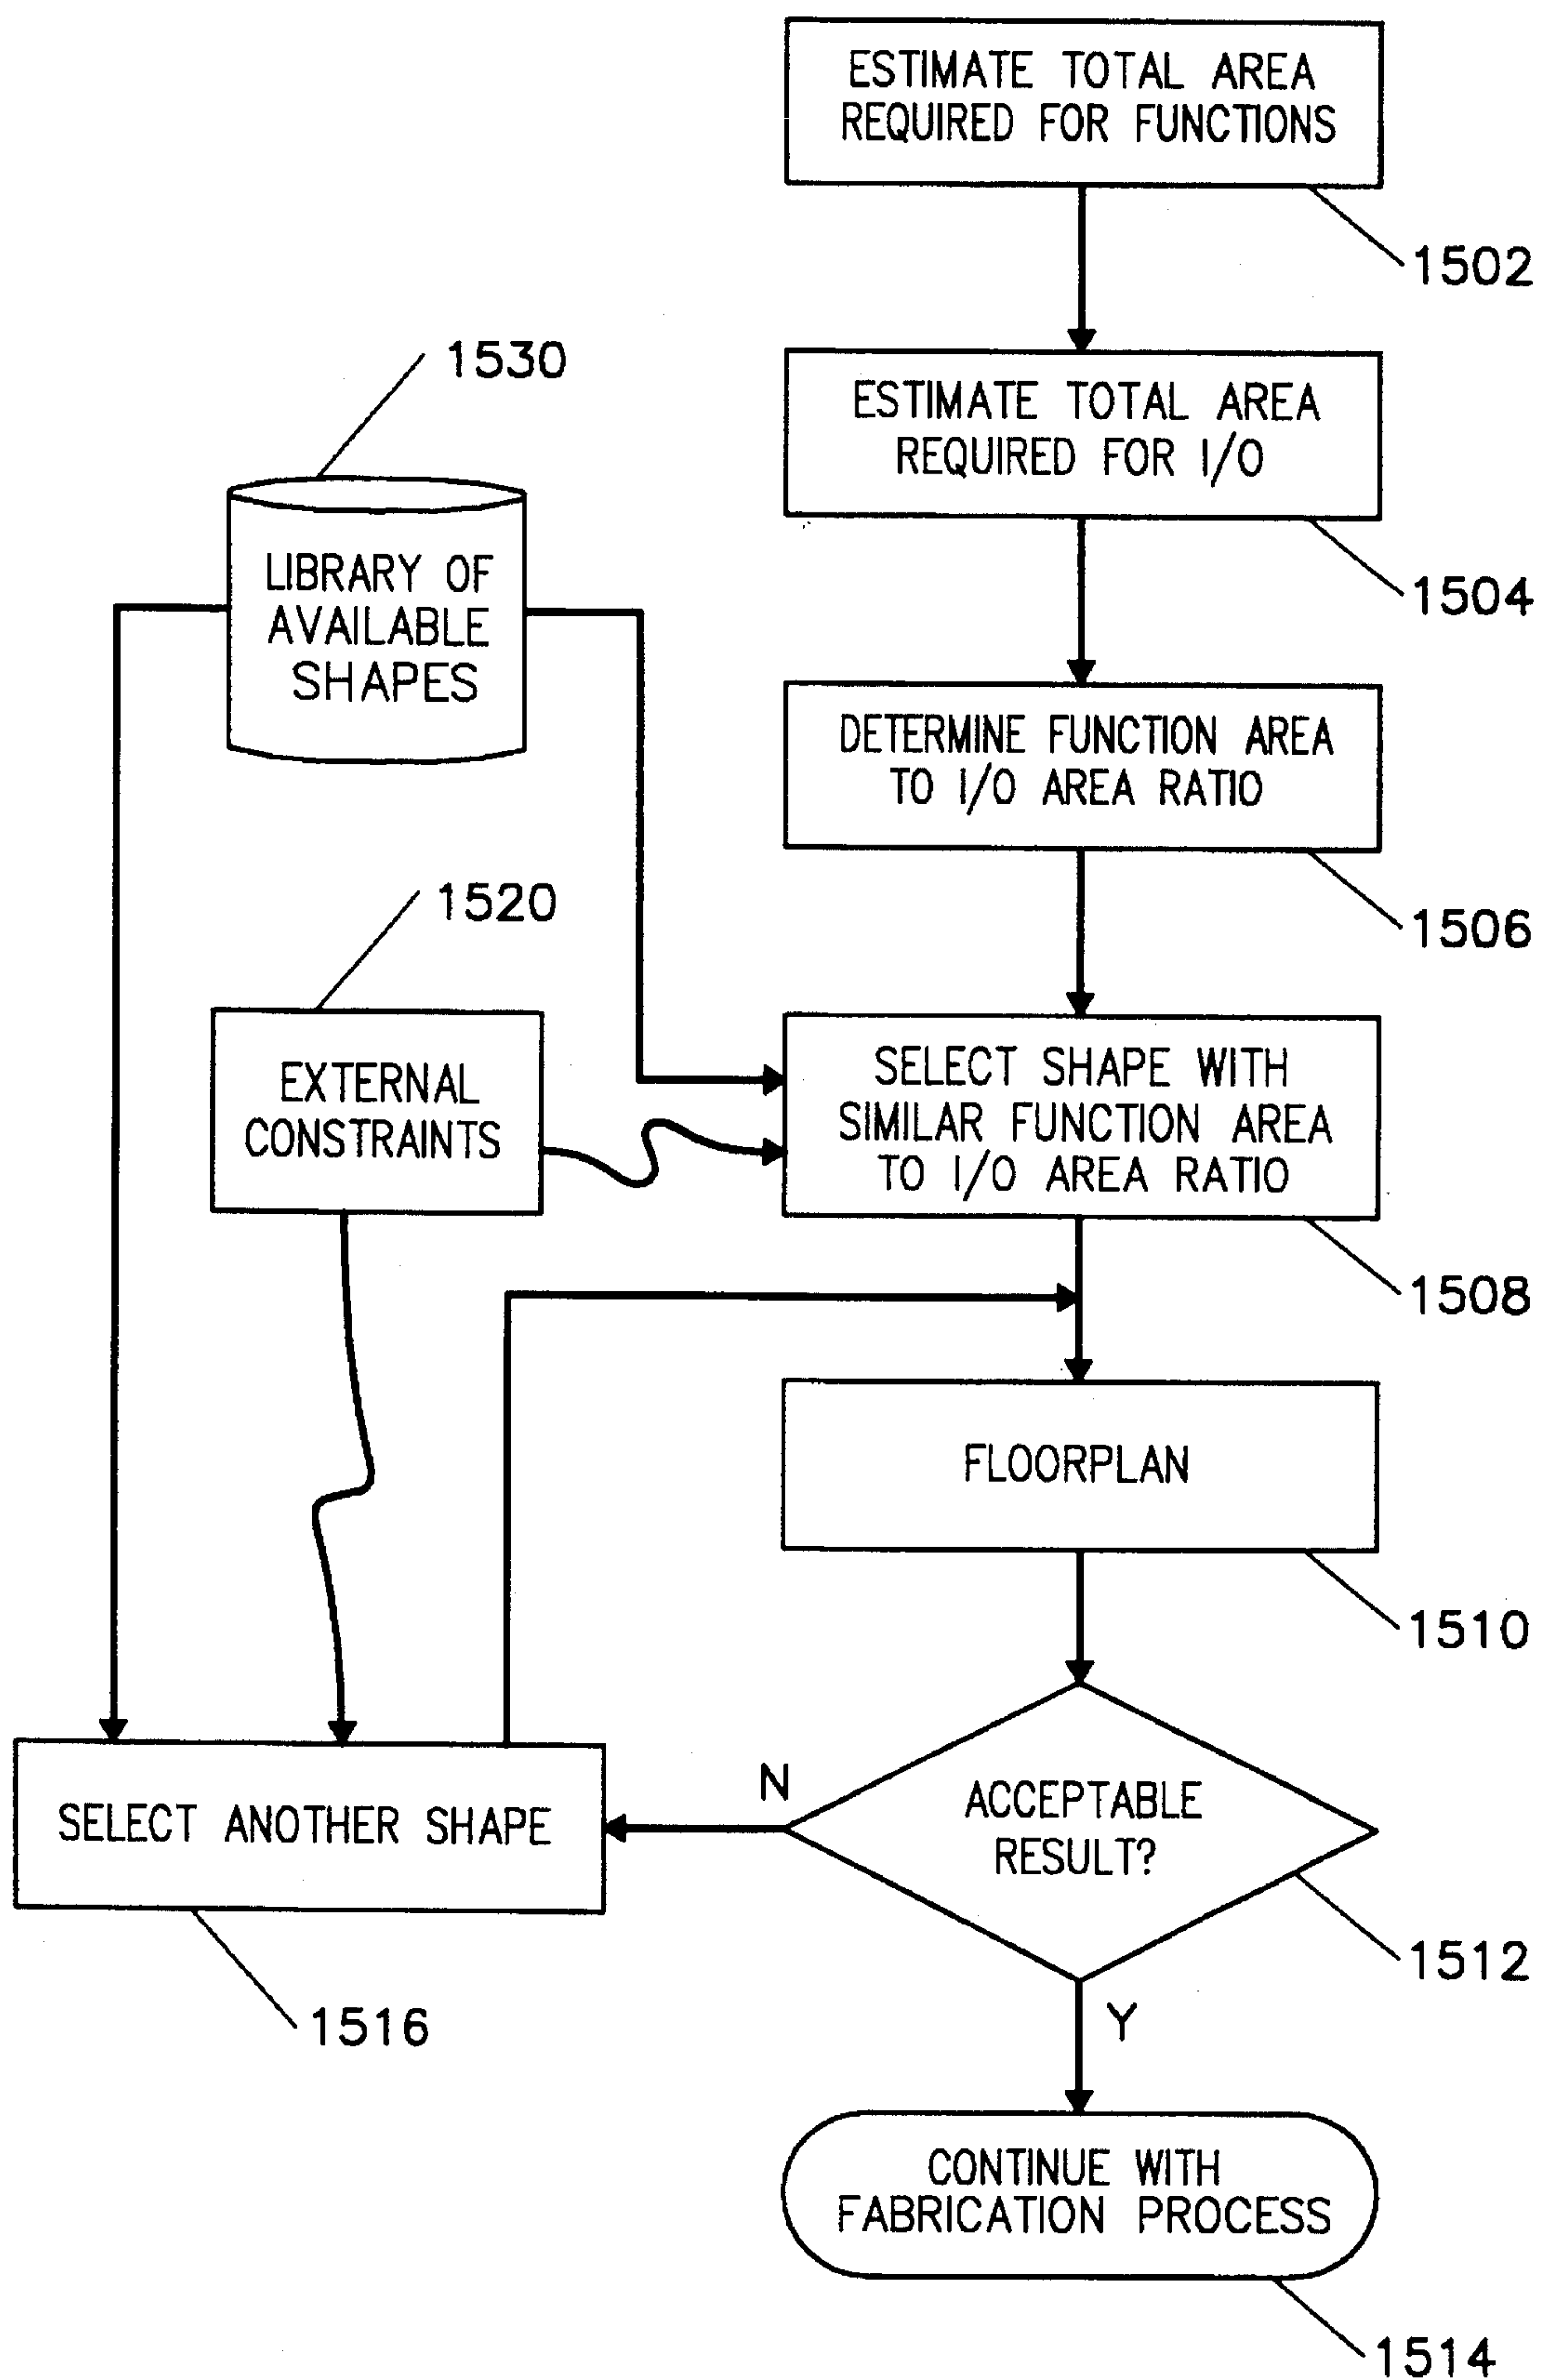 ESTIMATE TOTAL AREA
REQUIRED FOR FUNCTIONS
1502
1530
ESTIMATE TOTAL AREA
REQUIRED FOR I/O
1504
LIBRARY OF
AVAILABLE
SHAPES
DETERMINE FUNCTION AREA
TO I/O AREA RATIO
1506
1520
EXTERNAL
CONSTRAINTS
SELECT SHAPE WITH
SIMILAR FUNCTION AREA
TO I/O AREA RATIO
1508
FLOORPLAN
1510
N
ACCEPTABLE
RESULT?
1512
SELECT ANOTHER SHAPE
1516
Y
CONTINUE WITH
FABRICATION PROCESS
1514